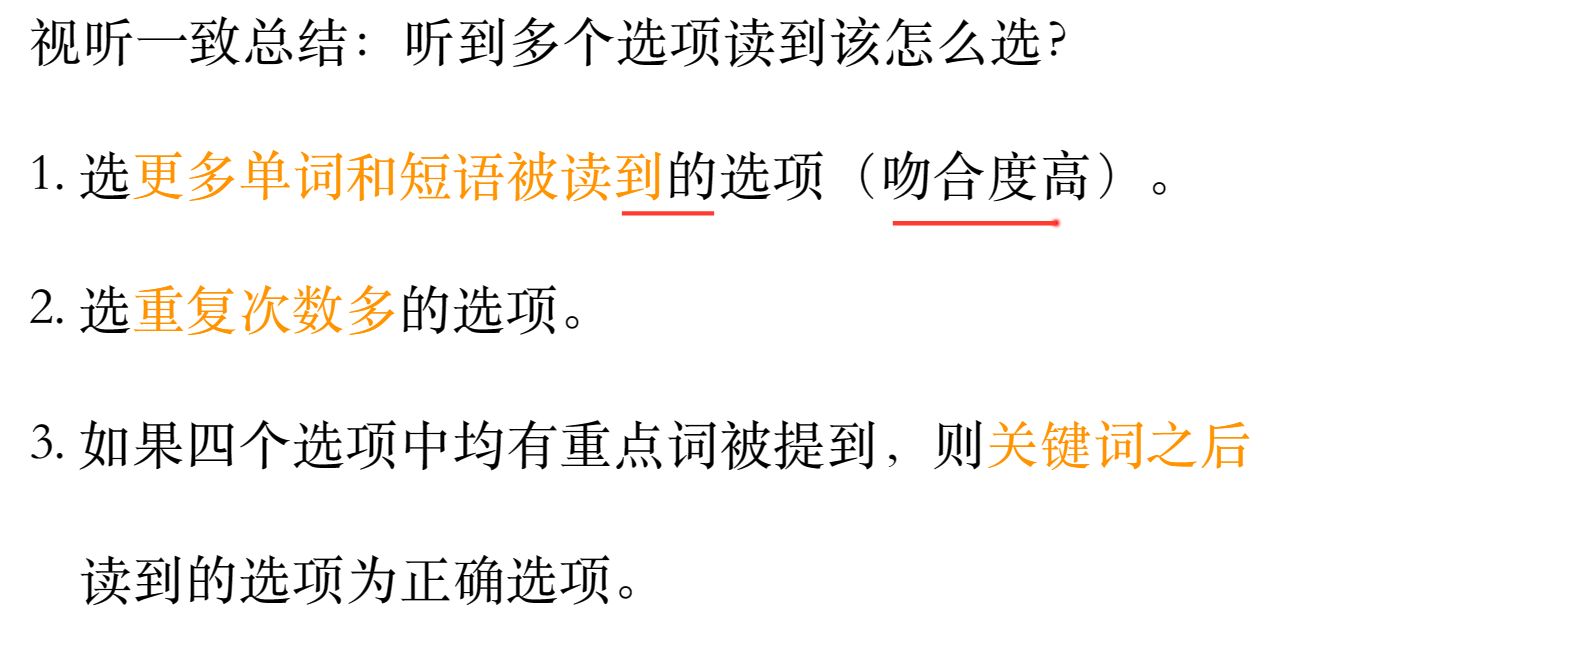 视听一致总结：听到多个选项读到该怎么选？
1. 选更多单词和短语被读到的选项（吻合度高）。
2. 选重复次数多的选项。
3. 如果四个选项中均有重点词被提到，则关键词之后
读到的选项为正确选项。